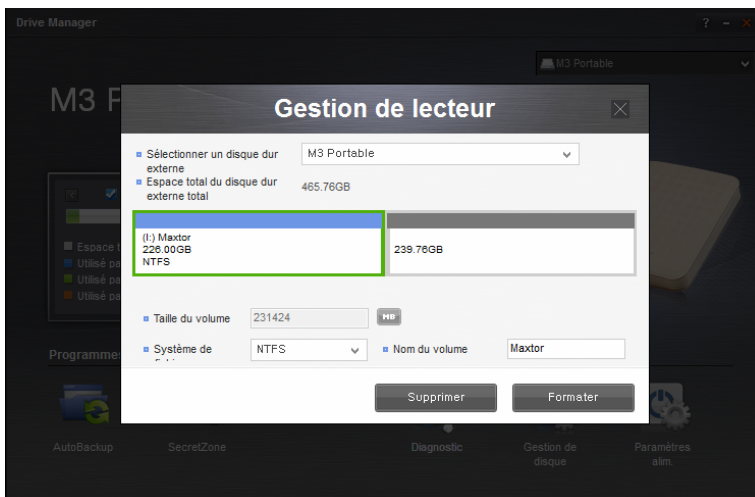 Drive Manager
? -
M3 Portable
M3 P
Gestion de lecteur
Sélectionner un disque dur
externe
M3 Portable
Espace total du disque dur
externe total
465.76GB
(I:) Maxtor
226.00GB
NTFS
239.76GB
Espace t
Utilisé pa
Utilisé pa
Utilisé pa
Taille du volume
231424
MB
Système de
NTFS
Nom du volume
Maxtor
Programme
Supprimer
Formater
AutoBackup
SecretZone
Diagnostic
Gestion de
disque
Paramètres
alim.